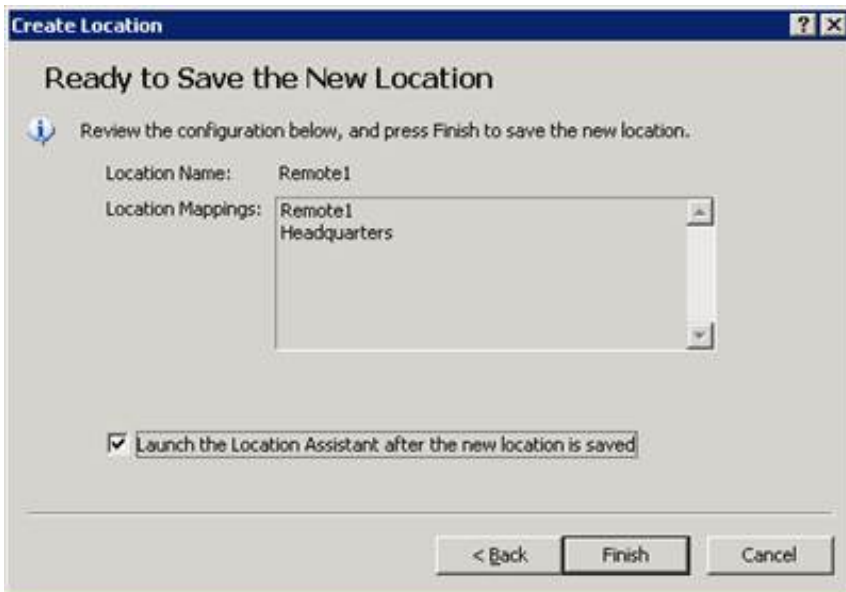 Create Location
Ready to Save the New Location
Review the configuration below, and press Finish to save the new location.
Location Name: Remote1
Location Mappings: Remote1
Headquarters
Launch the Location Assistant after the new location is saved
< Back Finish Cancel